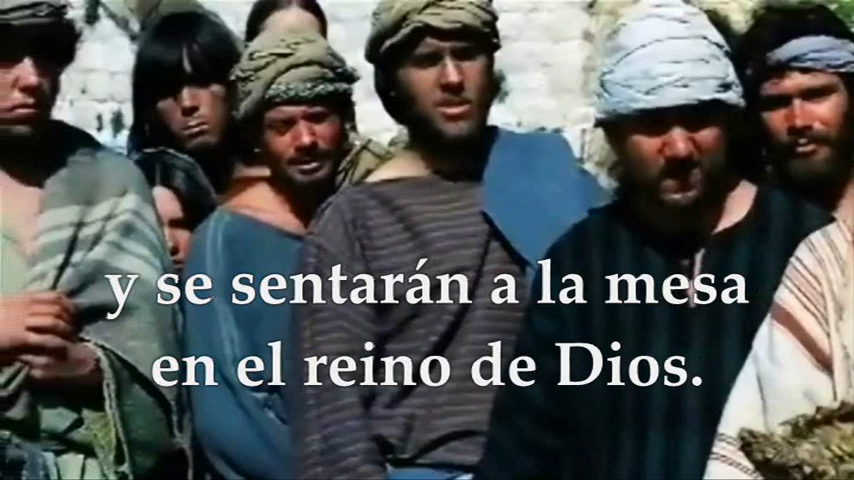 y se sentarán a la mesa
en el reino de Dios.